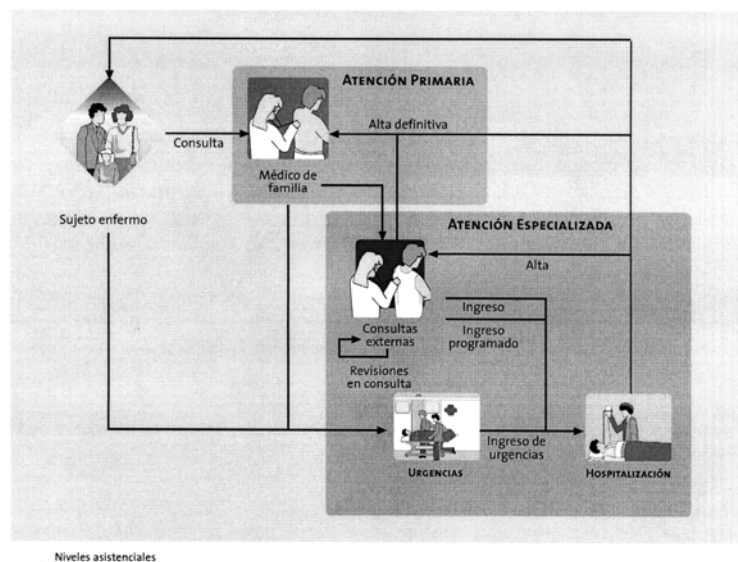 ATENCIÓN PRIMARIA
Alta definitiva
Consulta
Médico de
familia
Sujeto enfermo
ATENCIÓN ESPECIALIZADA
Alta
Ingreso
Consultas
externas
Ingreso
programado
Revisiones
en consulta
Ingreso de
urgencias
URGENCIAS
HOSPITALIZACIÓN
Niveles asistenciales